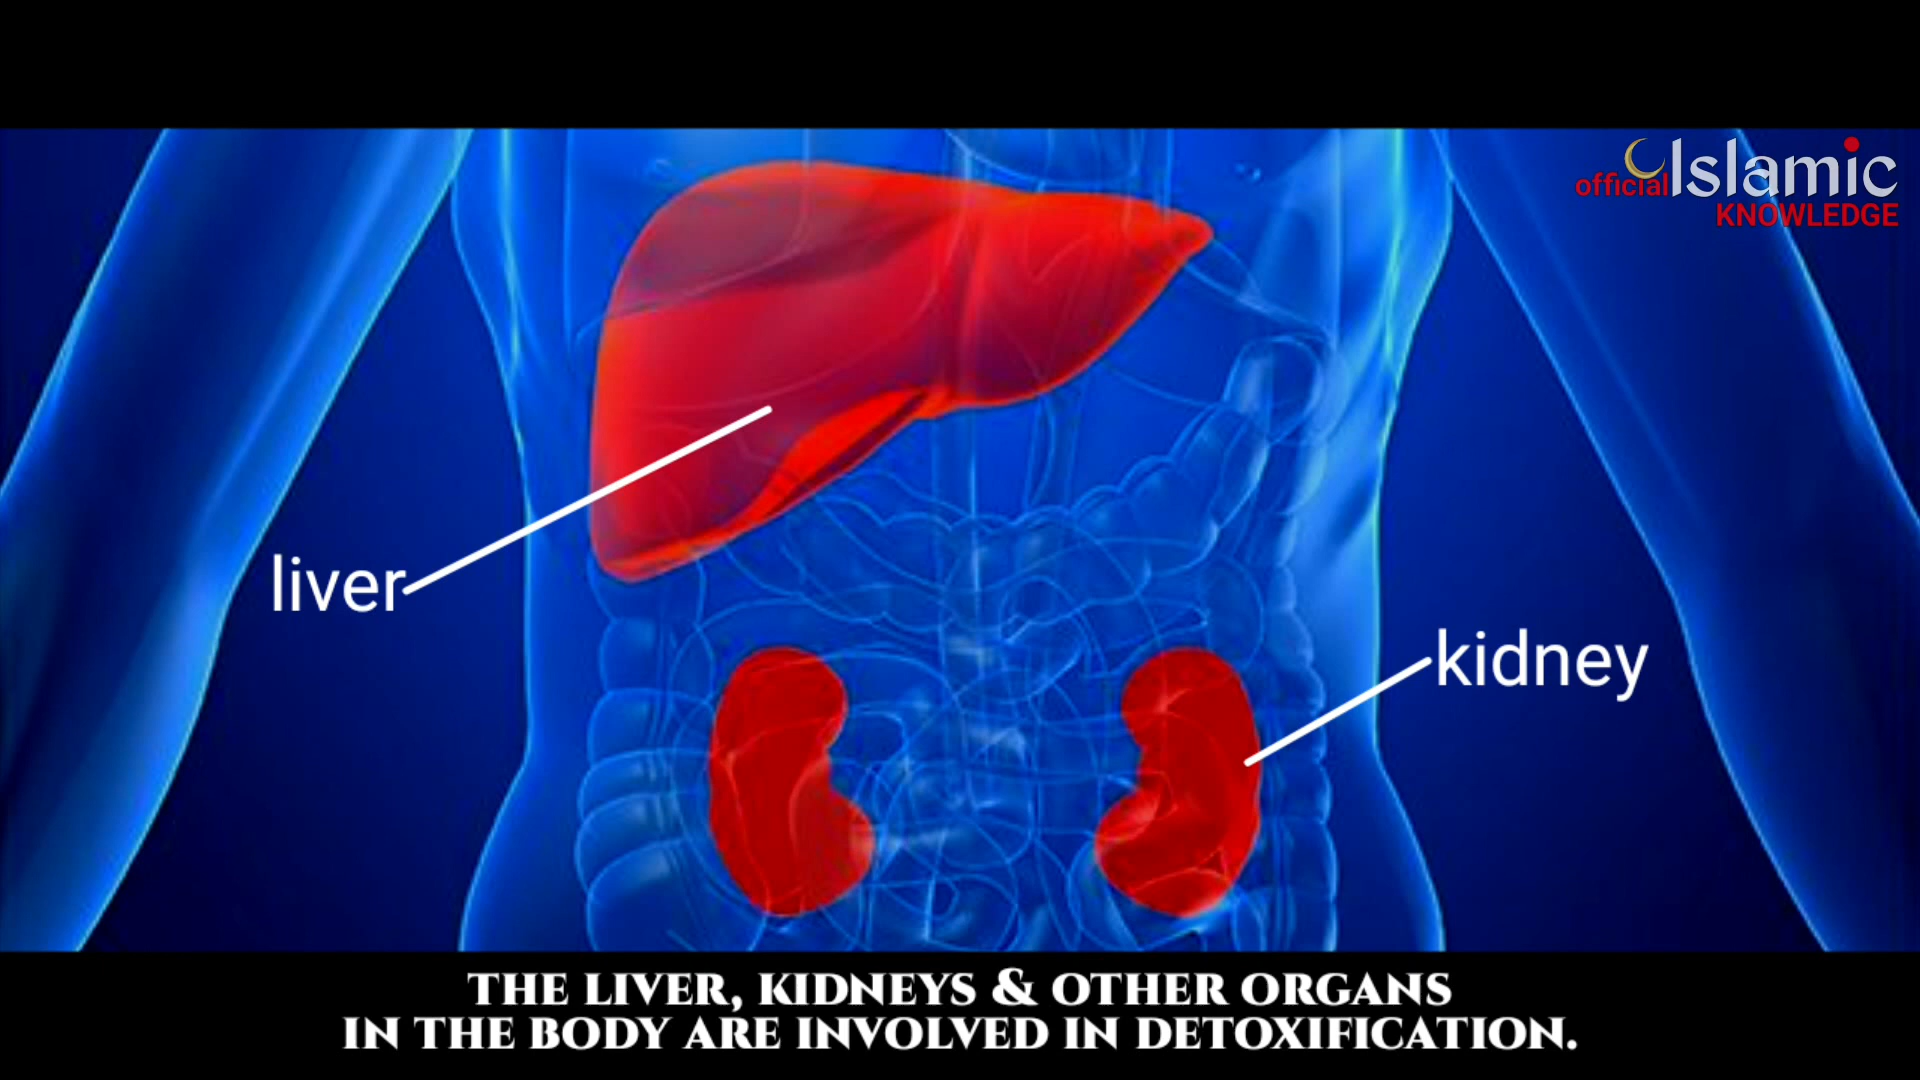 official Islamic
KNOWLEDGE
liver
kidney
THE LIVER, KIDNEYS & OTHER ORGANS
IN THE BODY ARE INVOLVED IN DETOXIFICATION.